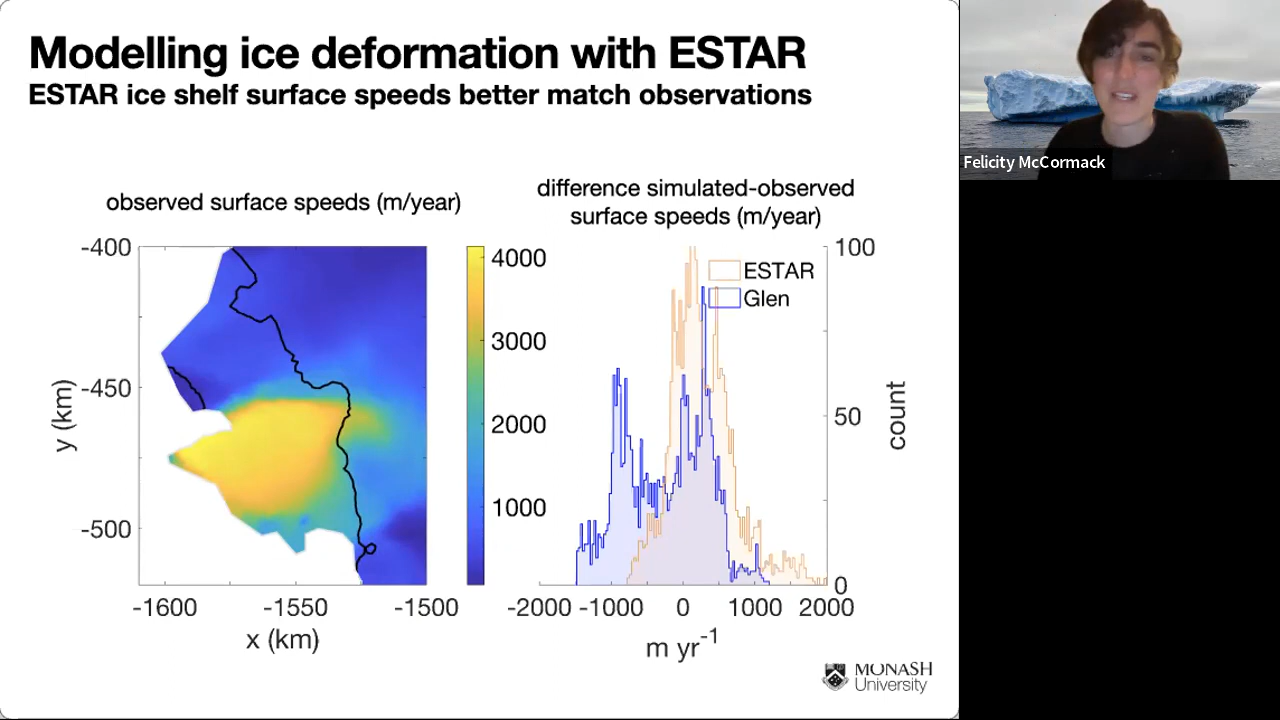 Modelling ice deformation with ESTAR
ESTAR ice shelf surface speeds better match observations
Felicity McCormack
observed surface speeds (m/year)
-400
-450
-500
y (km)
-1600
-1550
-1500
x (km)
4000
3000
2000
1000
difference simulated-observed
surface speeds (m/year)
ESTAR
Glen
100
50
0
count
-2000
-1000
0
1000
2000
m yr-1
MONASH
University